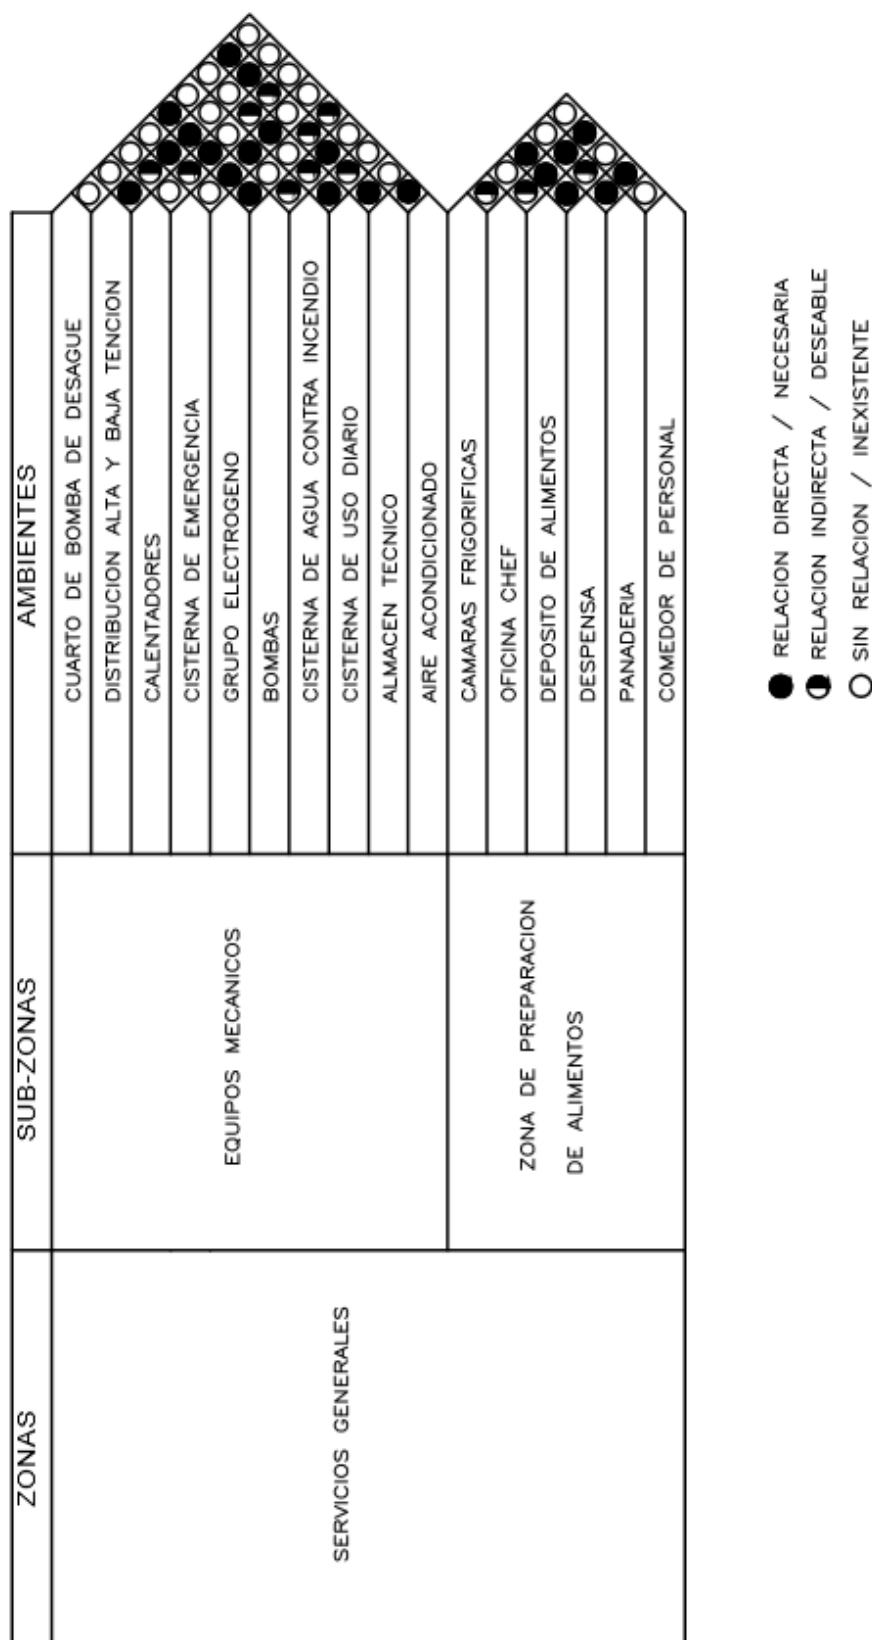 ZONAS
SUB-ZONAS
AMBIENTES
SERVICIOS GENERALES
EQUIPOS MECANICOS
CUARTO DE BOMBA DE DESAGUE
DISTRIBUCION ALTA Y BAJA TENCION
CALENTADORES
CISTERNA DE EMERGENCIA
GRUPO ELECTROGENO
BOMBAS
CISTERNA DE AGUA CONTRA INCENDIO
CISTERNA DE USO DIARIO
ALMACEN TECNICO
AIRE ACONDICIONADO
ZONA DE PREPARACION
DE ALIMENTOS
CAMARAS FRIGORIFICAS
OFICINA CHEF
DEPOSITO DE ALIMENTOS
DESPENSA
PANADERIA
COMEDOR DE PERSONAL
RELACION DIRECTA / NECESARIA
RELACION INDIRECTA / DESEABLE
SIN RELACION / INEXISTENTE